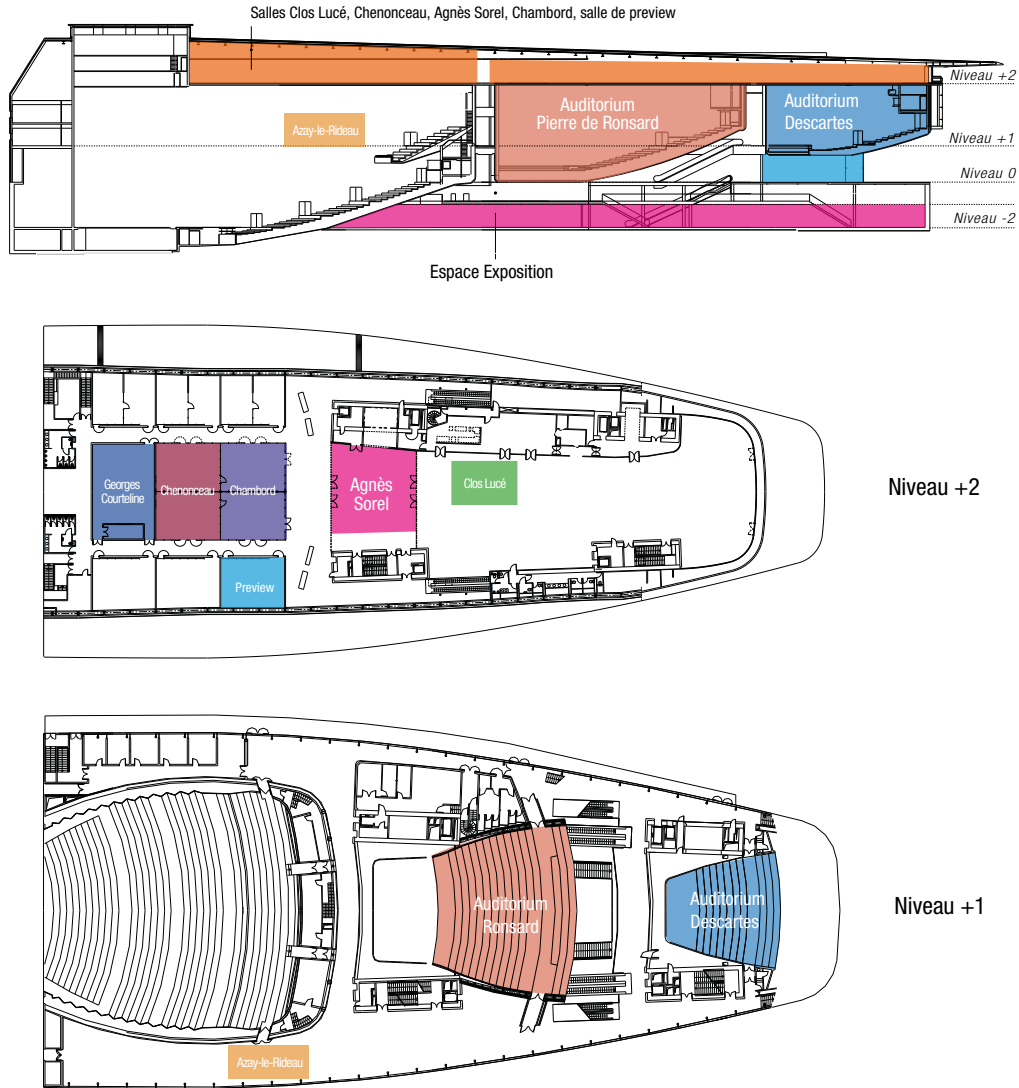 Salles Clos Lucé, Chenonceau, Agnès Sorel, Chambord, salle de preview
Niveau +2
Azay-le-Rideau
Auditorium
Pierre de Ronsard
Auditorium
Descartes
Niveau +1
Niveau 0
Niveau -2
Espace Exposition
Georges
Courteline
Chenonceau
Chambord
Agnès
Sorel
Clos Lucé
Preview
Niveau +2
Auditorium
Ronsard
Auditorium
Descartes
Niveau +1
Azay-le-Rideau